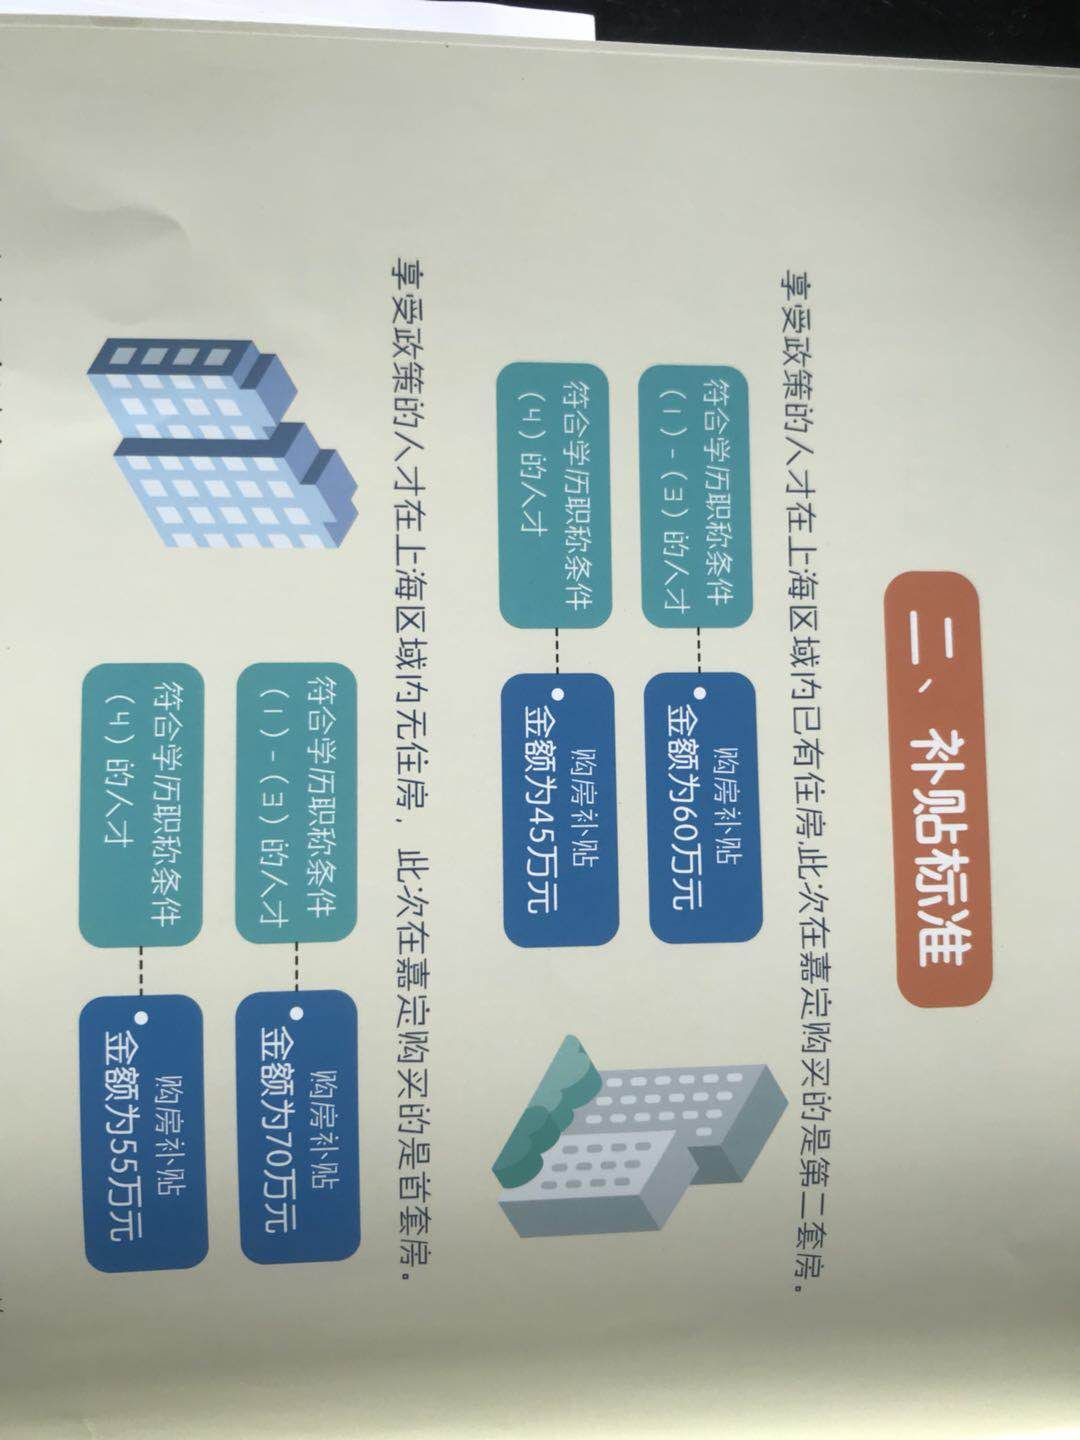 二、补贴标准
享受政策的人才在上海区域内已有住房,此次在嘉定购买的是第二套房。
符合学历职称条件
(1)-(3)的人才
购房补贴
金额为60万元
符合学历职称条件
(4)的人才
购房补贴
金额为45万元
享受政策的人才在上海区域内无住房，此次在嘉定购买的是首套房。
符合学历职称条件
(1)-(3)的人才
购房补贴
金额为70万元
符合学历职称条件
(4)的人才
购房补贴
金额为55万元